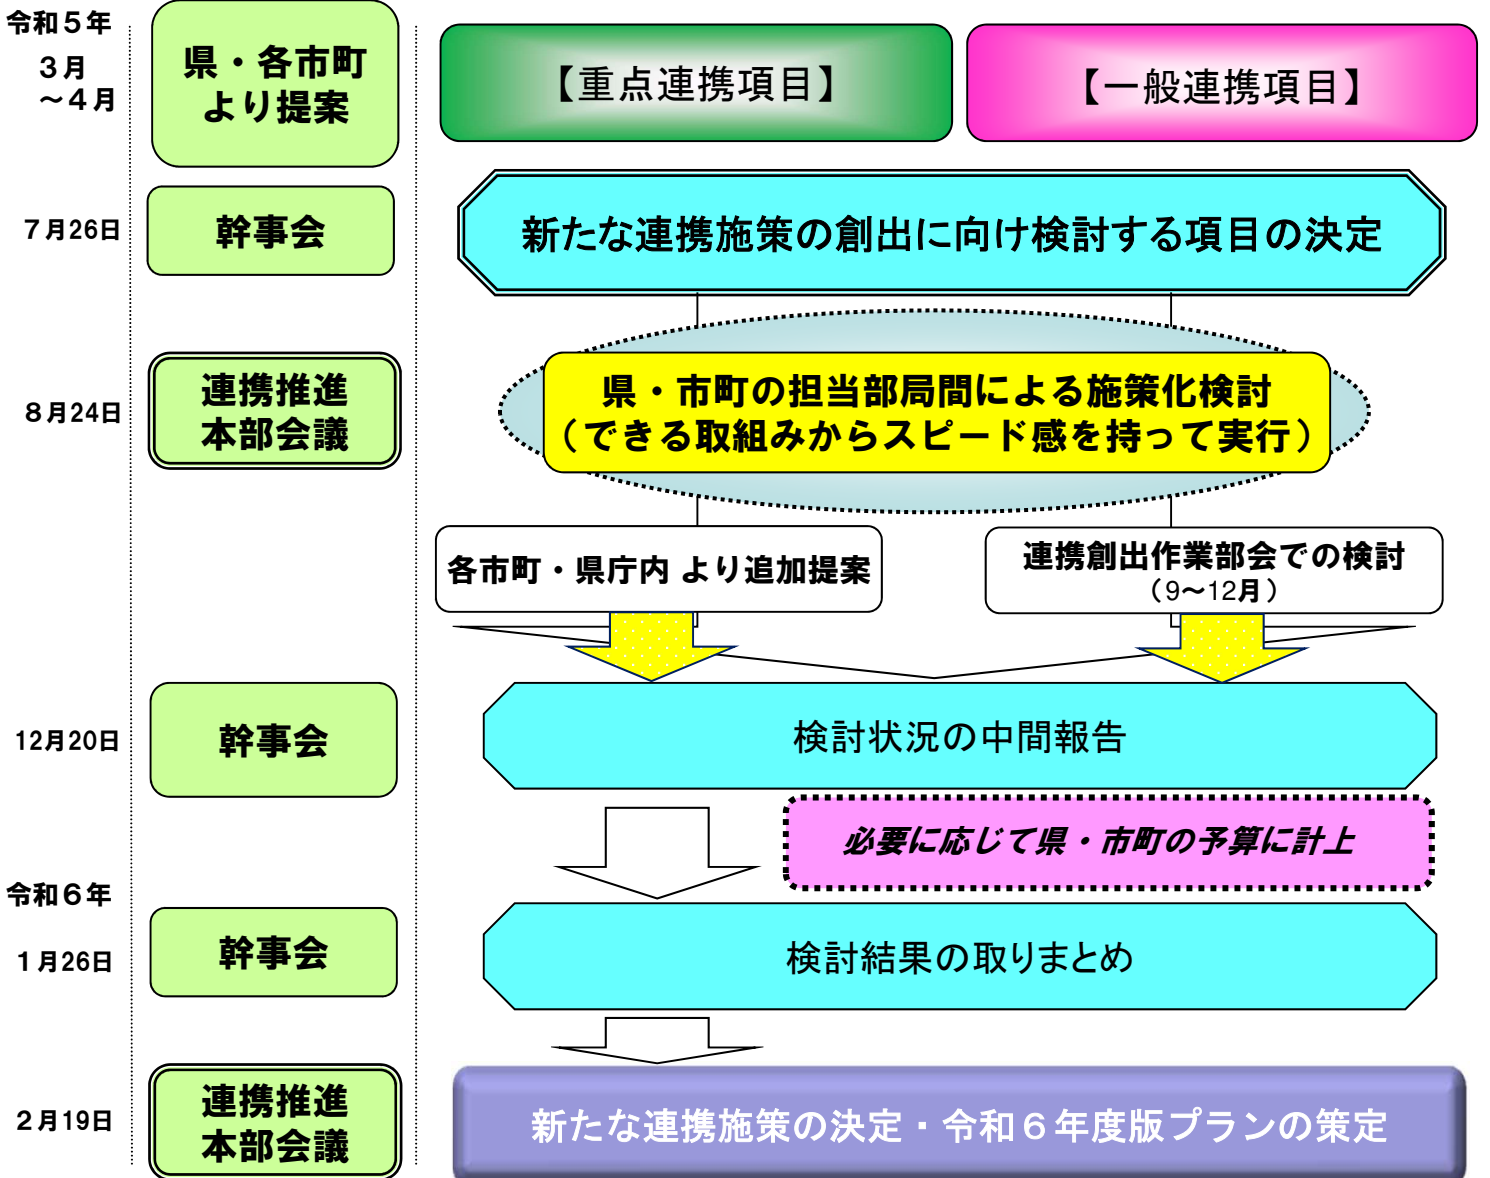 令和５年
３月
～４月
県・各市町
より提案
【重点連携項目】
【一般連携項目】
７月26日
幹事会
新たな連携施策の創出に向け検討する項目の決定
８月24日
連携推進
本部会議
県・市町の担当部局間による施策化検討
（できる取組みからスピード感を持って実行）
各市町・県庁内 より追加提案
連携創出作業部会での検討
（9～12月）
12月20日
幹事会
検討状況の中間報告
必要に応じて県・市町の予算に計上
令和６年
１月26日
幹事会
検討結果の取りまとめ
２月19日
連携推進
本部会議
新たな連携施策の決定・令和６年度版プランの策定